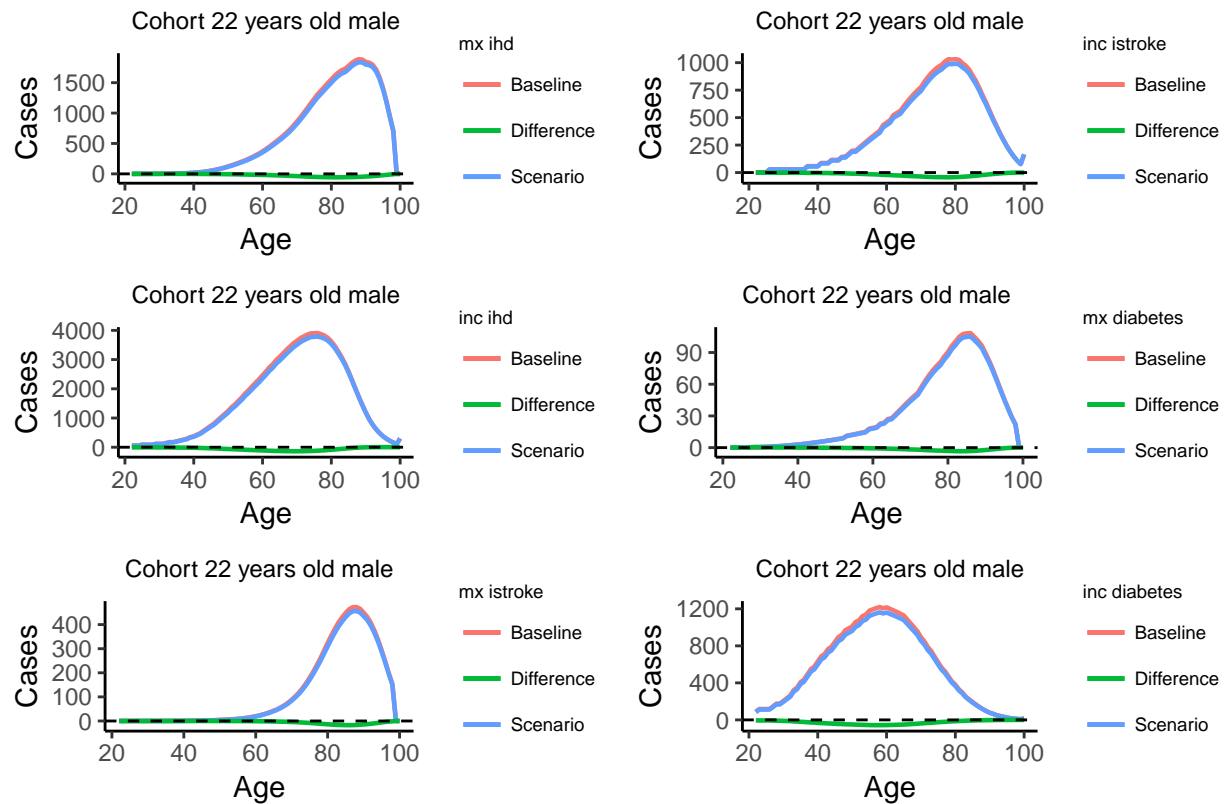 Cohort 22 years old male
mx ihd
Baseline
Difference
Scenario
Cases
1500
1000
500
0
20 40 60 80 100
Age
Cohort 22 years old male
inc istroke
Baseline
Difference
Scenario
Cases
1000
750
500
250
0
20 40 60 80 100
Age
Cohort 22 years old male
inc ihd
Baseline
Difference
Scenario
Cases
4000
3000
2000
1000
0
20 40 60 80 100
Age
Cohort 22 years old male
mx diabetes
Baseline
Difference
Scenario
Cases
90
60
30
0
20 40 60 80 100
Age
Cohort 22 years old male
mx istroke
Baseline
Difference
Scenario
Cases
400
300
200
100
0
20 40 60 80 100
Age
Cohort 22 years old male
inc diabetes
Baseline
Difference
Scenario
Cases
1200
800
400
0
20 40 60 80 100
Age